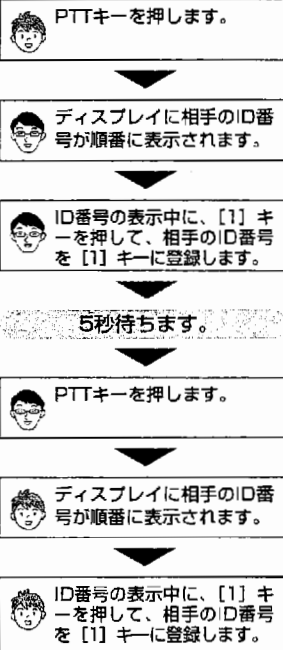 PTTキーを押します。
ディスプレイに相手のID番
号が順番に表示されます。
ID番号の表示中に、[1] キ
ーを押して、相手のID番号
を [1] キーに登録します。
5秒待ちます。
PTTキーを押します。
ディスプレイに相手のID番
号が順番に表示されます。
ID番号の表示中に、[1] キ
ーを押して、相手のID番号
を [1] キーに登録します。